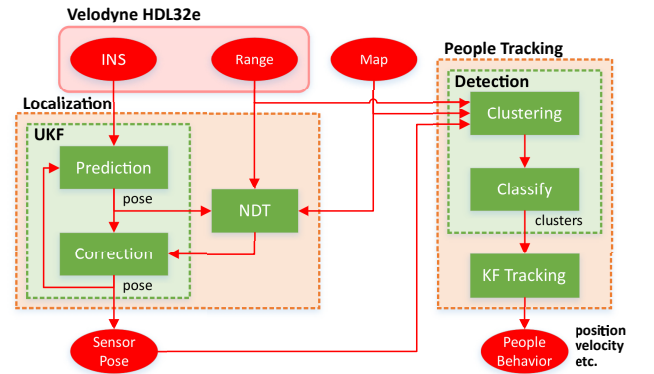 Velodyne HDL32e
INS
Range
Map
People Tracking
Localization
Detection
UKF
Clustering
Prediction
pose
NDT
Classify
clusters
Correction
pose
KF Tracking
Sensor
Pose
People
Behavior
position
velocity
etc.